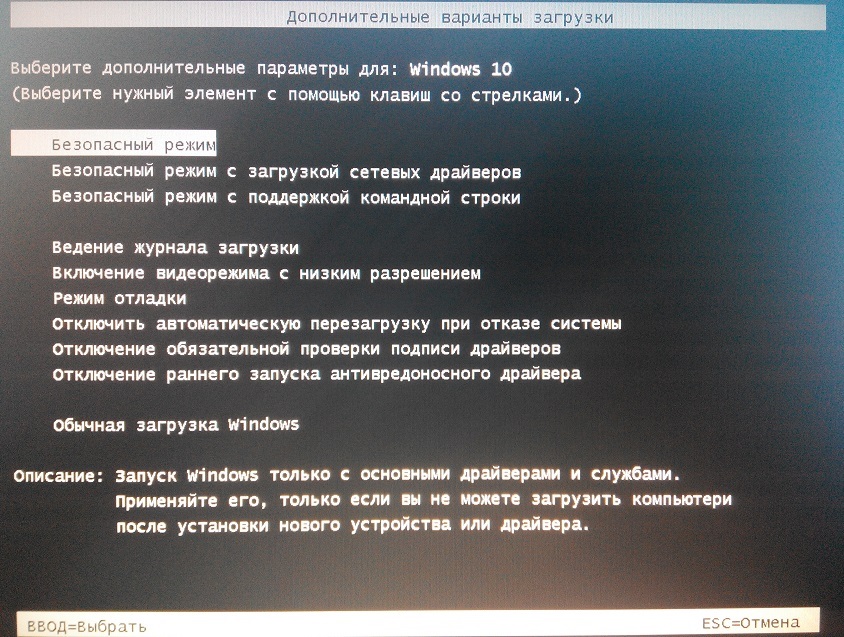 Дополнительные варианты загрузки
Выберите дополнительные параметры для: Windows 10
(Выберите нужный элемент с помощью клавиш со стрелками.)
Безопасный режим
Безопасный режим с загрузкой сетевых драйверов
Безопасный режим с поддержкой командной строки
Ведение журнала загрузки
Включение видеорежима с низким разрешением
Режим отладки
Отключить автоматическую перезагрузку при отказе системы
Отключение обязательной проверки подписи драйверов
Отключение раннего запуска антивредоносного драйвера
Обычная загрузка Windows
Описание: Запуск Windows только с основными драйверами и службами.
Применяйте его, только если вы не можете загрузить компьютери
после установки нового устройства или драйвера.
ВВОД=Выбрать ESC=Отмена